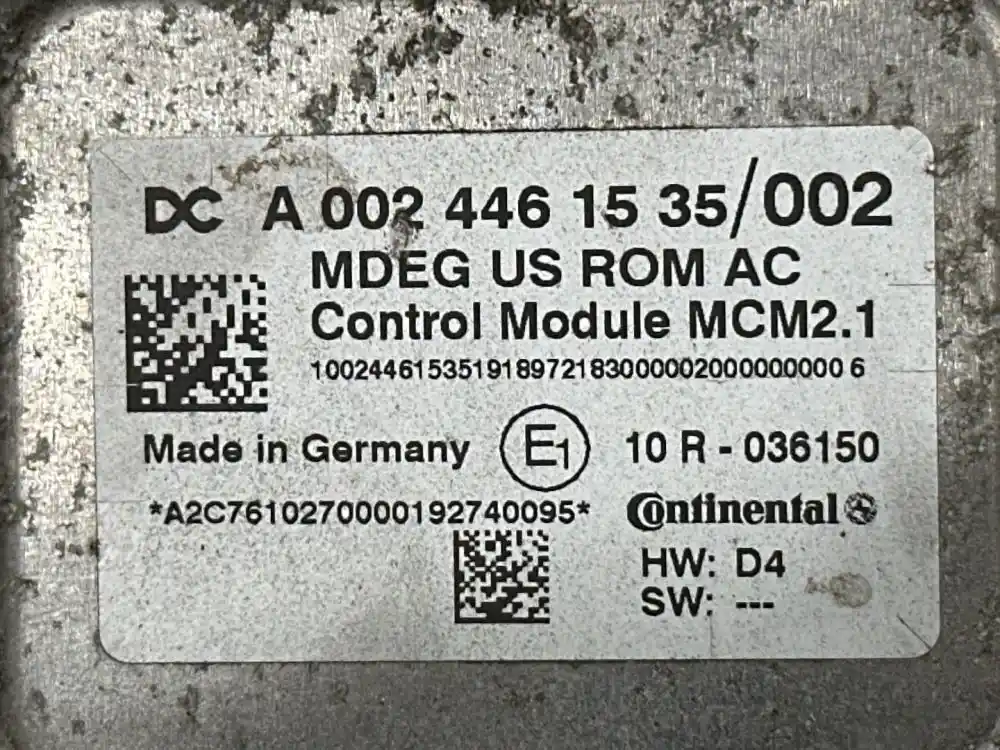 DC A 002 446 15 35/002
MDEG US ROM AC
Control Module MCM2.1
10024461535191897218300000200000000006
Made in Germany E1 10 R - 036150
*A2C7610270000192740095* Continental
HW: D4
SW: ---